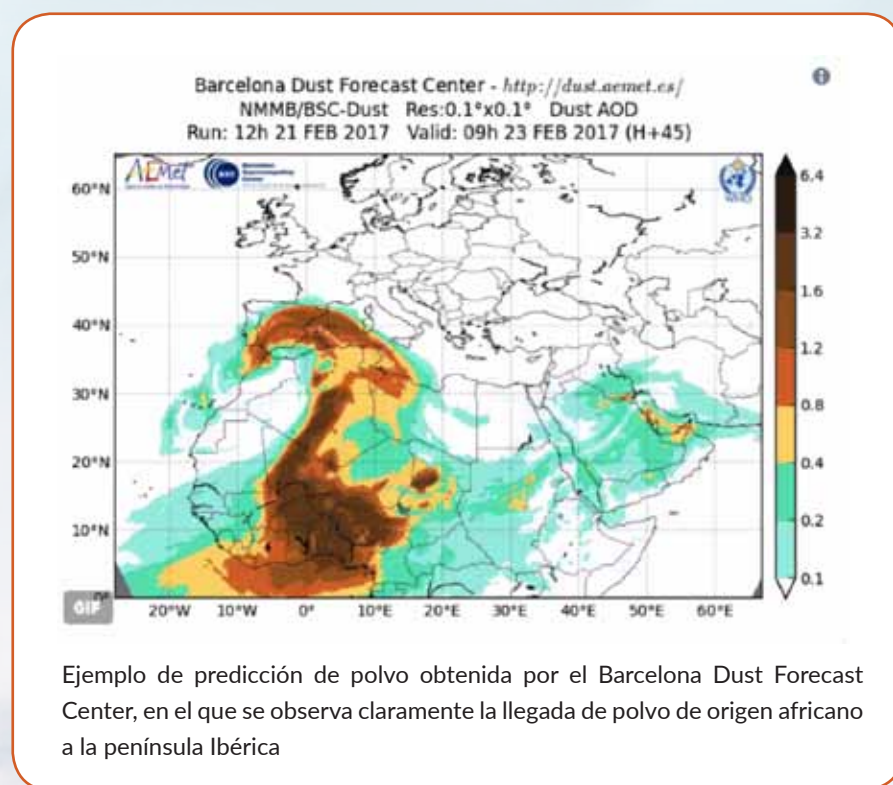 Barcelona Dust Forecast Center - http://dust.aemet.es/
NMMB/BSC-Dust Res:0.1°x0.1° Dust AOD
Run: 12h 21 FEB 2017 Valid: 09h 23 FEB 2017 (H+45)
AEMet
BSC
WMO
60°N
50°N
40°N
30°N
20°N
10°N
0°
20°W 10°W 0° 10°E 20°E 30°E 40°E 50°E 60°E
6.4
3.2
1.6
1.2
0.8
0.4
0.2
0.1
GIF
Ejemplo de predicción de polvo obtenida por el Barcelona Dust Forecast
Center, en el que se observa claramente la llegada de polvo de origen africano
a la península Ibérica